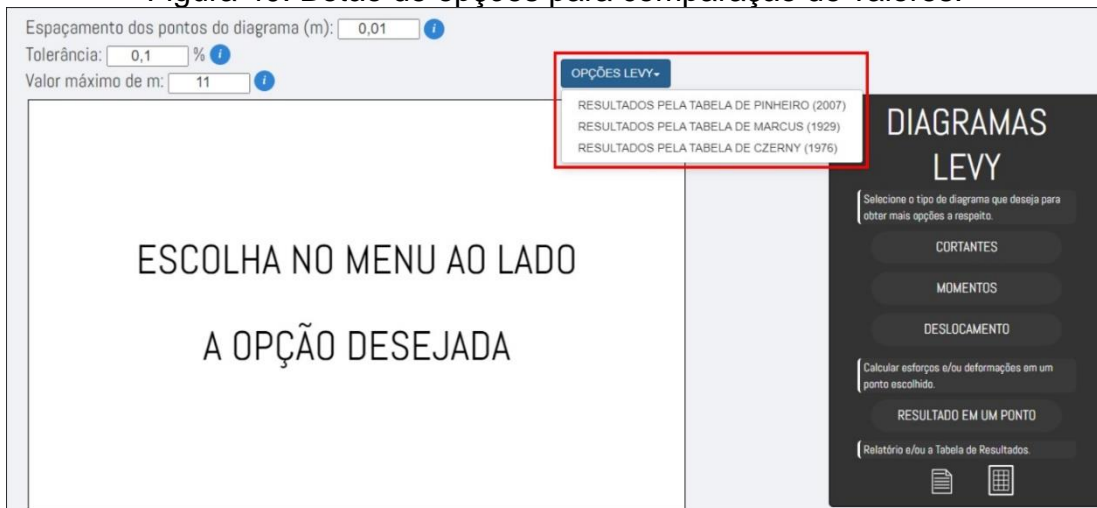 Espaçamento dos pontos do diagrama (m): 0,01
Tolerância: 0,1 %
Valor máximo de m: 11
OPÇÕES LEVY
RESULTADOS PELA TABELA DE PINHEIRO (2007)
RESULTADOS PELA TABELA DE MARCUS (1929)
RESULTADOS PELA TABELA DE CZERNY (1976)
ESCOLHA NO MENU AO LADO
A OPÇÃO DESEJADA
DIAGRAMAS
LEVY
Selecione o tipo de diagrama que deseja para
obter mais opções a respeito.
CORTANTES
MOMENTOS
DESLOCAMENTO
Calcular esforços e/ou deformações em um
ponto escolhido.
RESULTADO EM UM PONTO
Relatório e/ou a Tabela de Resultados.